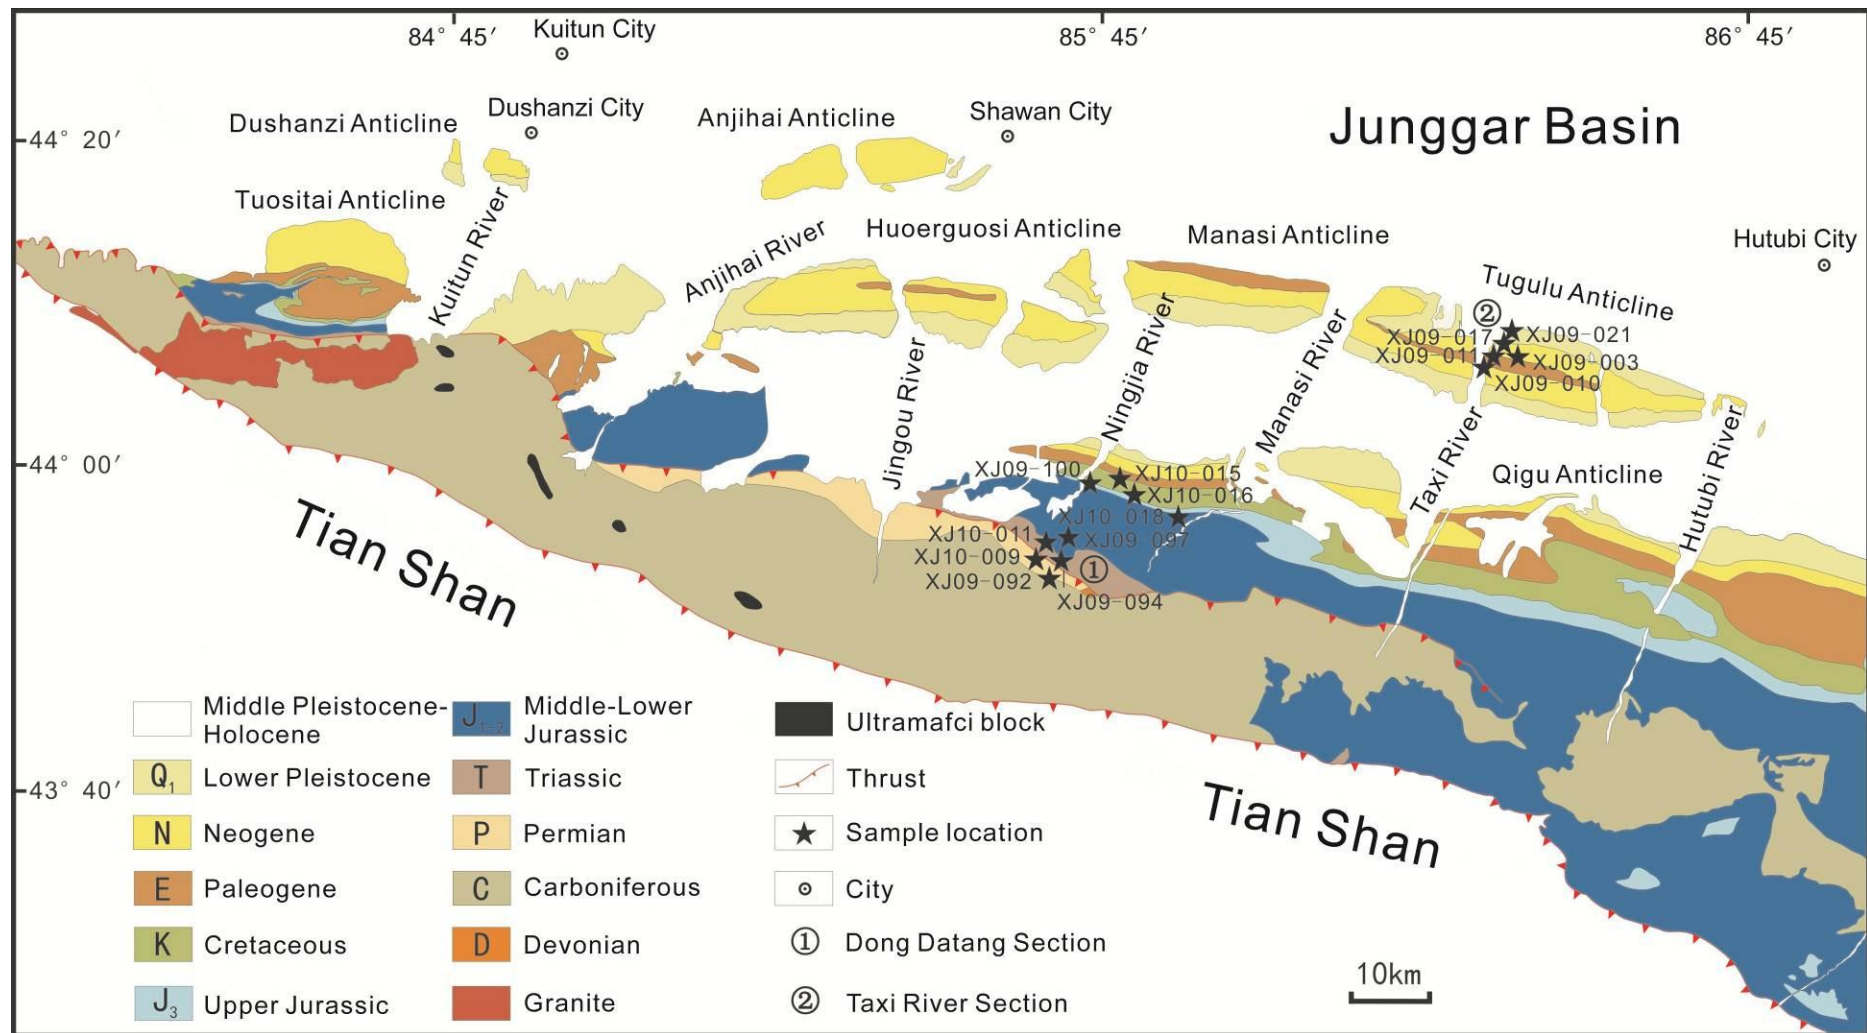 84° 45′
85° 45′
86° 45′
Kuitun City
Dushanzi City
Dushanzi Anticline
Anjihai Anticline
Shawan City
Junggar Basin
44° 20′
Tuositai Anticline
Kuitun River
Anjihai River
Huoerguosi Anticline
Manasi Anticline
Hutubi City
Tugulu Anticline
②
XJ09-017
XJ09-021
XJ09-011
XJ09-003
XJ09-010
Jingou River
Ningjia River
Manasi River
Taxi River
Hutubi River
Qigu Anticline
44° 00′
XJ09-100
XJ10-015
XJ10-016
XJ10-018
XJ10-011
XJ09-097
XJ10-009
①
XJ09-092
XJ09-094
Tian Shan
Tian Shan
43° 40′
Middle Pleistocene-
Holocene
Q1 Lower Pleistocene
N Neogene
E Paleogene
K Cretaceous
J3 Upper Jurassic
J1-2 Middle-Lower
Jurassic
T Triassic
P Permian
C Carboniferous
D Devonian
Granite
Ultramafci block
Thrust
Sample location
City
① Dong Datang Section
② Taxi River Section
10km